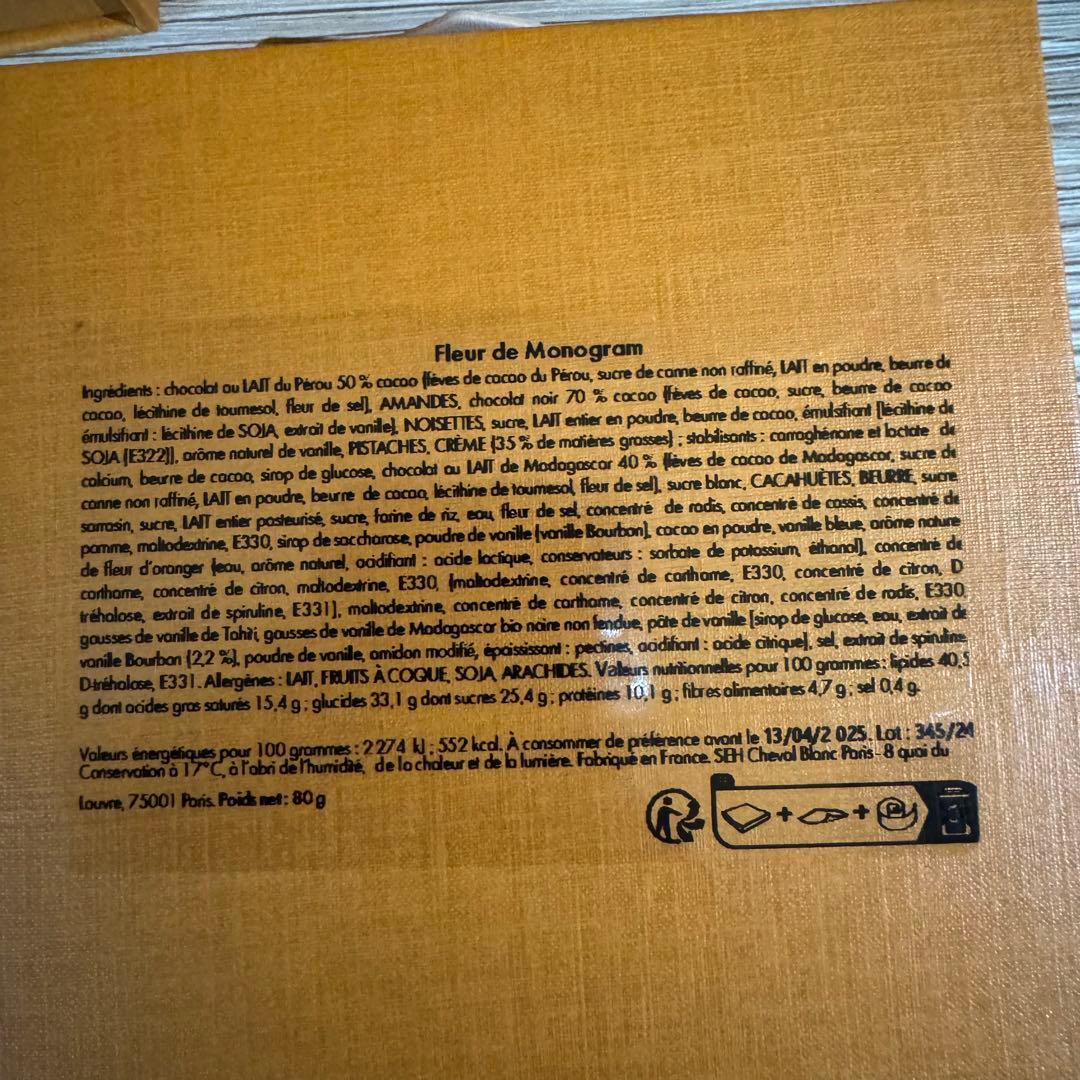 Fleur de Monogram
Ingrédients : chocolat au LAIT du Pérou 50 % cacao (fèves de cacao du Pérou, sucre de canne non raffiné, LAIT en poudre, beurre de
cacao, lécithine de tournesol, fleur de sel), AMANDES, chocolat noir 70 % cacao (fèves de cacao, sucre, beurre de cacao
émulsifiant : lécithine de SOJA, extrait de vanille), NOISETTES, sucre, LAIT entier en poudre, beurre de cacao, émulsifiant [lécithine de
SOJA (E322)], arôme naturel de vanille, PISTACHES, CRÈME (35 % de matières grasses) ; stabilisants : carraghénane et lactate de
calcium, beurre de cacao, sirop de glucose, chocolat au LAIT de Madagascar 40 % (fèves de cacao de Madagascar, sucre de
canne non raffiné, LAIT en poudre, beurre de cacao, lécithine de tournesol, fleur de sel), sucre blanc, CACAHUÈTES, BEURRE, sucre
sarrasin, sucre, LAIT entier pasteurisé, sucre, farine de riz, eau, fleur de sel, concentré de radis, concentré de cassis, concentré de
pomme, maltodextrine, E330, sirop de saccharose, poudre de vanille (vanille Bourbon), cacao en poudre, vanille bleue, arôme nature
de fleur d'oranger (eau, arôme naturel, acidifiant : acide lactique, conservateurs : sorbate de potassium, éthanol), concentré de
carthame, concentré de citron, maltodextrine, E330, (maltodextrine, concentré de carthame, E330, concentré de citron, D
tréhalose, extrait de spiruline, E331), maltodextrine, concentré de carthame, concentré de citron, concentré de radis, E330
gousses de vanille de Tahiti, gousses de vanille de Madagascar bio noire non fendue, pâte de vanille [sirop de glucose, eau, extrait de
vanille Bourbon (2,2 %), poudre de vanille, amidon modifié, épaississant : pectines, acidifiant : acide citrique], sel, extrait de spiruline
D-tréhalose, E331. Allergènes : LAIT, FRUITS À COQUE, SOJA, ARACHIDES. Valeurs nutritionnelles pour 100 grammes : lipides 40,5
g dont acides gras saturés 15,4 g ; glucides 33,1 g dont sucres 25,4 g ; protéines 10,1 g ; fibres alimentaires 4,7 g ; sel 0,4 g.
Valeurs énergétiques pour 100 grammes : 2 274 kJ ; 552 kcal. À consommer de préférence avant le 13/04/2 025. Lot : 345/24
Conservation à 17°C, à l'abri de l'humidité, de la chaleur et de la lumière. Fabriqué en France. SEH Cheval Blanc Paris - 8 quai du
Louvre, 75001 Paris. Poids net : 80 g